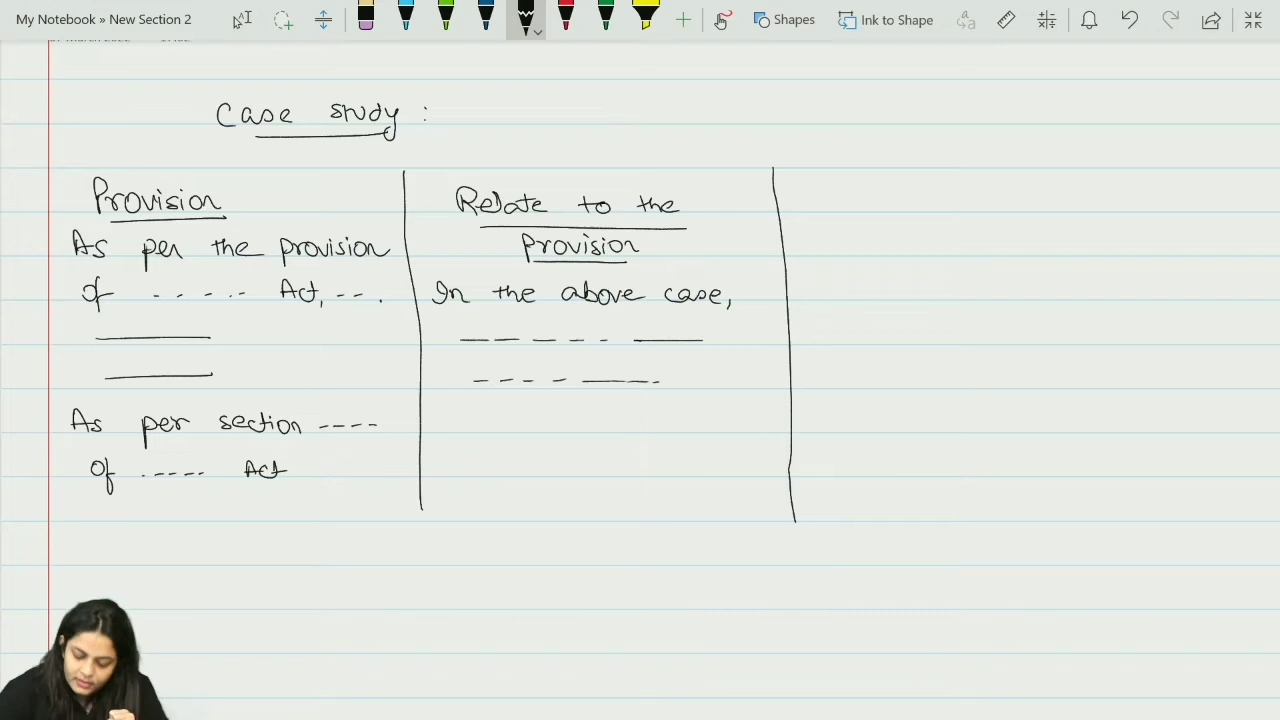 My Notebook » New Section 2
Shapes
Ink to Shape
Case study :
Provision
As per the provision
of ----- Act, --.
As per section ----
Of ----- Act
Relate to the
provision
In the above case,